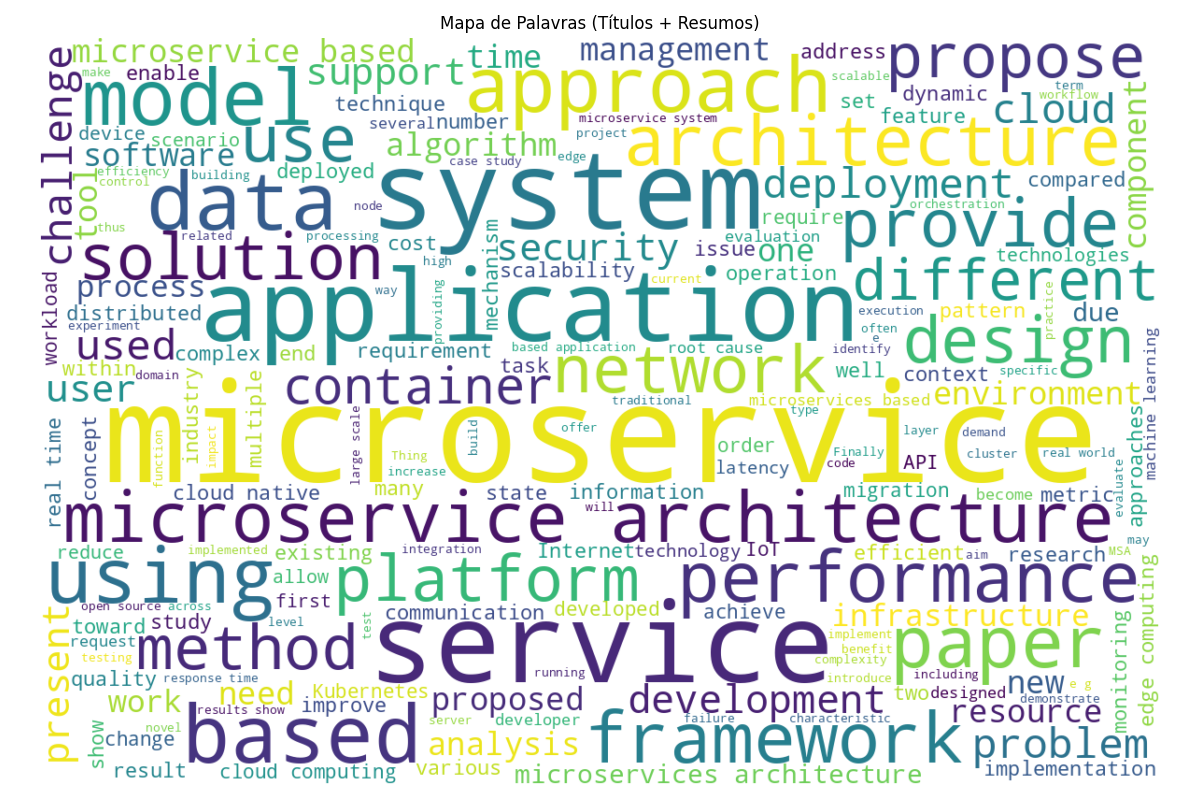 Mapa de Palavras (Títulos + Resumos)
microservice based
time
management
address
propose
challenge
make
enable
model
support
approach
scalable
term
workflow
technique
set
dynamic
cloud
component
device
several
number
microservice system
feature
scenario
use
algorithm
project
architecture
software
case study
edge
tool
efficiency
control
building
deployed
system
deployment
compared
data
node
require
orchestration
provide
thus
related
processing
cost
security
evaluation
issue
one
technologies
solution
high
mechanism
scalability
current
operation
different
workload
process
way
application
providing
execution
pattern
practice
due
distributed
experiment
often
e
design
used
complex
end
requirement
based application
root cause
identify
within
domain
task
network
well
context
specific
machine learning
user
industry
multiple
container
traditional
microservices based
environment
type
real time
concept
function
impact
microservice
large scale
build
offer
layer
demand
approaches
Thing
increase
order
latency
Finally
code
API
cluster
real world
evaluate
cloud native
many
state
information
migration
become
metric
microservice architecture
will
may
reduce
implemented
existing
integration
Internet
technology
IoT
efficient
aim
research
MSA
using
allow
platform
performance
edge computing
present
open source
across
first
communication
developed
achieve
infrastructure
toward
study
level
test
service
implement
paper
monitoring
request
testing
method
benefit
complexity
quality
response time
running
introduce
including
new
e g
work
need
Kubernetes
improve
proposed
development
two
designed
demonstrate
results show
resource
show
novel
change
based
server
developer
framework
failure
characteristic
analysis
problem
result
cloud computing
various
microservices architecture
implementation